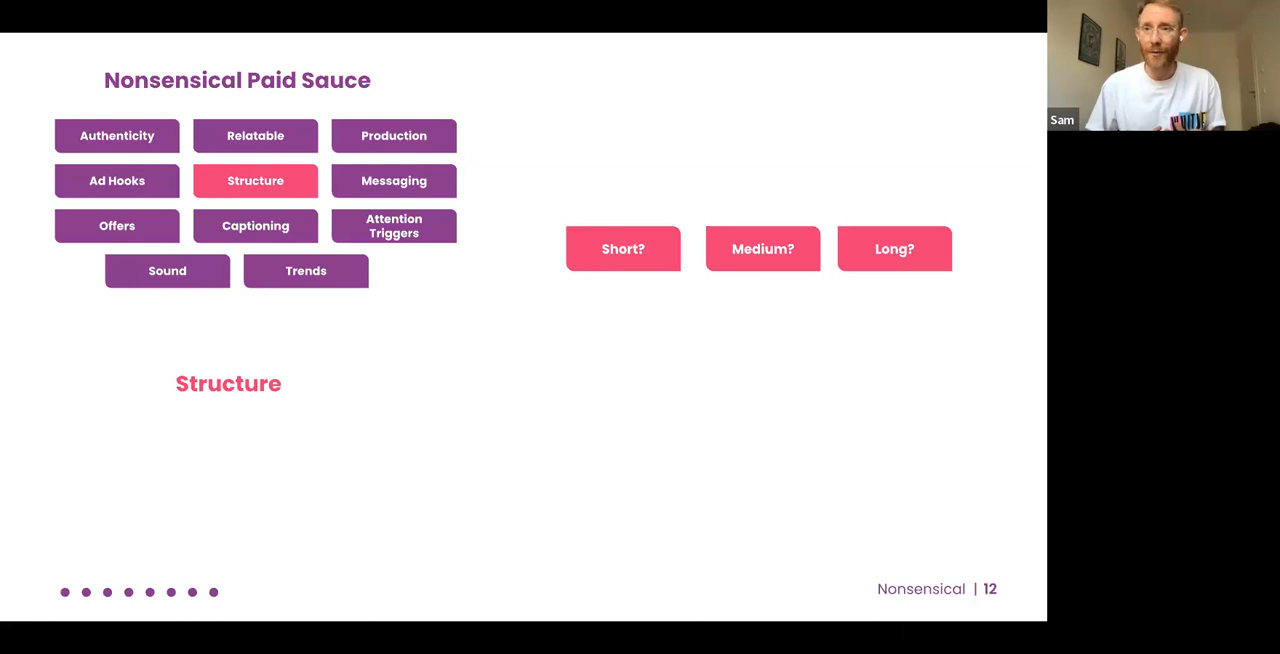 Nonsensical Paid Sauce
Authenticity
Relatable
Production
Ad Hooks
Structure
Messaging
Offers
Captioning
Attention
Triggers
Sound
Trends
Short?
Medium?
Long?
Structure
Nonsensical | 12
Sam